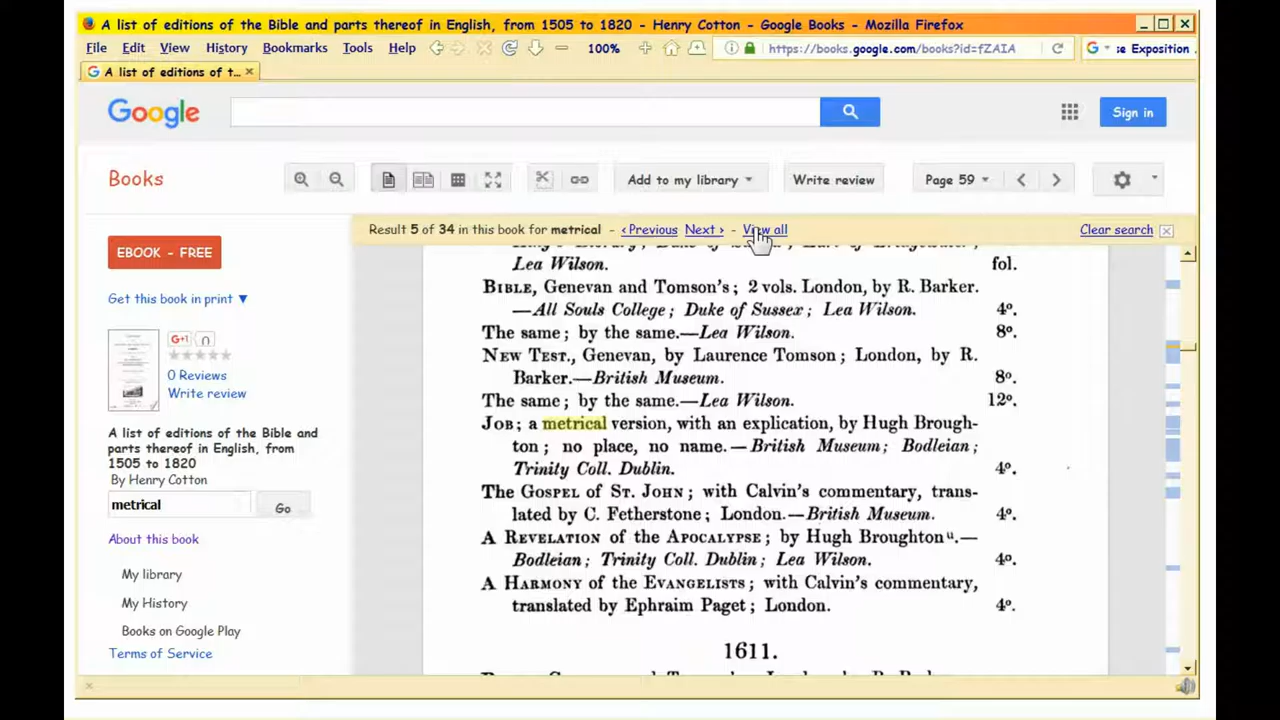 A list of editions of the Bible and parts thereof in English, from 1505 to 1820 - Henry Cotton - Google Books - Mozilla Firefox
File Edit View History Bookmarks Tools Help 100% https://books.google.com/books?id=fZAIA G ɪe Exposition
G A list of editions of t... ×
Google
Sign in
Books
Add to my library
Write review
Page 59
Result 5 of 34 in this book for metrical - ‹ Previous Next › - View all
Clear search
EBOOK - FREE
Get this book in print ▼
G+1 0
0 Reviews
Write review
A list of editions of the Bible and
parts thereof in English, from
1505 to 1820
By Henry Cotton
metrical
Go
About this book
My library
My History
Books on Google Play
Terms of Service
Lea Wilson. fol.
BIBLE, Genevan and Tomson's; 2 vols. London, by R. Barker.
—All Souls College; Duke of Sussex; Lea Wilson. 4º.
The same; by the same.—Lea Wilson. 8º.
NEW TEST., Genevan, by Laurence Tomson; London, by R.
Barker.—British Museum. 8º.
The same; by the same.—Lea Wilson. 12º.
JOB; a metrical version, with an explication, by Hugh Brough-
ton; no place, no name.—British Museum; Bodleian;
Trinity Coll. Dublin. 4º.
The GOSPEL of ST. JOHN; with Calvin's commentary, trans-
lated by C. Fetherstone; London.—British Museum. 4º.
A REVELATION of the APOCALYPSE; by Hugh Broughton u.—
Bodleian; Trinity Coll. Dublin; Lea Wilson. 4º.
A HARMONY of the EVANGELISTS; with Calvin's commentary,
translated by Ephraim Paget; London. 4º.
1611.